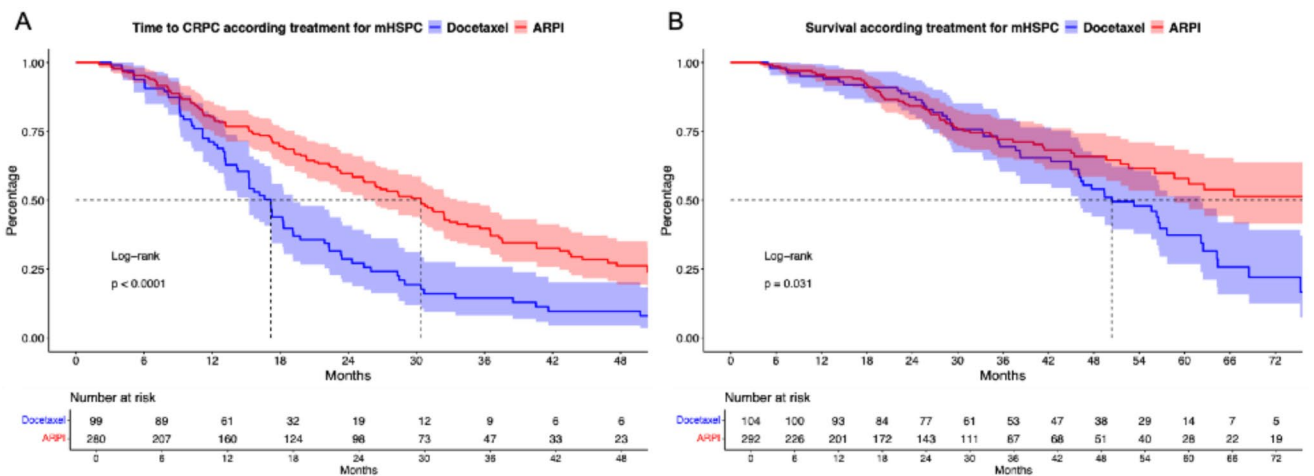 A
Time to CRPC according treatment for mHSPC Docetaxel ARPI
1.00
0.75
0.50
0.25
0.00
Percentage
Log-rank
p < 0.0001
0 6 12 18 24 30 36 42 48
Months
Number at risk
Docetaxel 99 89 61 32 19 12 9 6 6
ARPI 280 207 160 124 98 73 47 33 23
0 6 12 18 24 30 36 42 48
Months
B
Survival according treatment for mHSPC Docetaxel ARPI
1.00
0.75
0.50
0.25
0.00
Percentage
Log-rank
p = 0.031
0 6 12 18 24 30 36 42 48 54 60 66 72
Months
Number at risk
Docetaxel 104 100 93 84 77 61 53 47 38 29 14 7 5
ARPI 292 226 201 172 143 111 87 68 51 40 28 22 19
0 6 12 18 24 30 36 42 48 54 60 66 72
Months